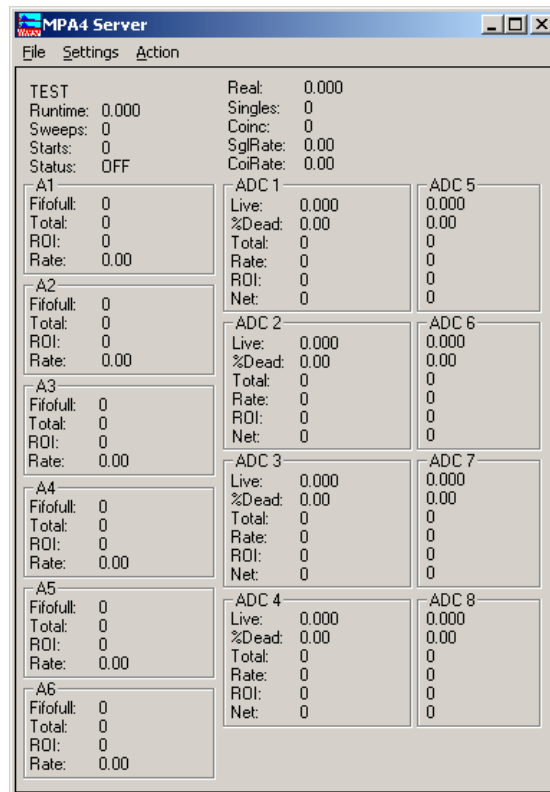 MPA4 Server
File Settings Action
TEST
Runtime: 0.000
Sweeps: 0
Starts: 0
Status: OFF
Real: 0.000
Singles: 0
Coinc: 0
SglRate: 0.00
CoiRate: 0.00
A1
Fifofull: 0
Total: 0
ROI: 0
Rate: 0.00
A2
Fifofull: 0
Total: 0
ROI: 0
Rate: 0.00
A3
Fifofull: 0
Total: 0
ROI: 0
Rate: 0.00
A4
Fifofull: 0
Total: 0
ROI: 0
Rate: 0.00
A5
Fifofull: 0
Total: 0
ROI: 0
Rate: 0.00
A6
Fifofull: 0
Total: 0
ROI: 0
Rate: 0.00
ADC 1
Live: 0.000
%Dead: 0.00
Total: 0
Rate: 0
ROI: 0
Net: 0
ADC 5
0.000
0.00
0
0
0
0
ADC 2
Live: 0.000
%Dead: 0.00
Total: 0
Rate: 0
ROI: 0
Net: 0
ADC 6
0.000
0.00
0
0
0
0
ADC 3
Live: 0.000
%Dead: 0.00
Total: 0
Rate: 0
ROI: 0
Net: 0
ADC 7
0.000
0.00
0
0
0
0
ADC 4
Live: 0.000
%Dead: 0.00
Total: 0
Rate: 0
ROI: 0
Net: 0
ADC 8
0.000
0.00
0
0
0
0